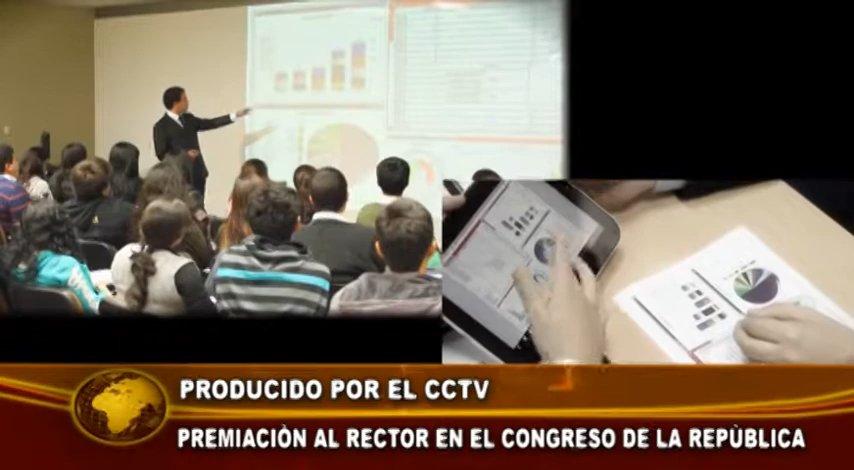 PRODUCIDO POR EL CCTV
PREMIACIÒN AL RECTOR EN EL CONGRESO DE LA REPÙBLICA